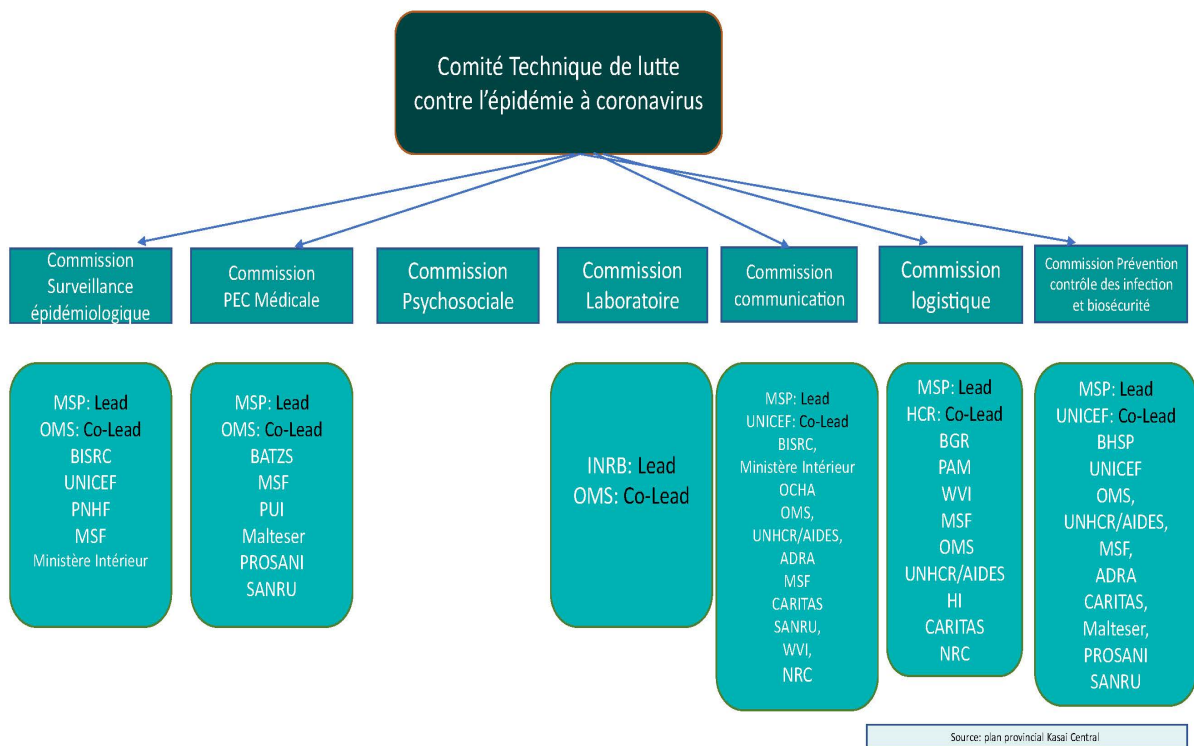 Comité Technique de lutte
contre l'épidémie à coronavirus
Commission
Surveillance
épidémiologique
Commission
PEC Médicale
Commission
Psychosociale
Commission
Laboratoire
Commission
communication
Commission
logistique
Commission Prévention
contrôle des infection
et biosécurité
MSP: Lead
OMS: Co-Lead
BISRC
UNICEF
PNHF
MSF
Ministère Intérieur
MSP: Lead
OMS: Co-Lead
BATZS
MSF
PUI
Malteser
PROSANI
SANRU
INRB: Lead
OMS: Co-Lead
MSP: Lead
UNICEF: Co-Lead
BISRC,
Ministère Intérieur
OCHA
OMS,
UNHCR/AIDES,
ADRA
MSF
CARITAS
SANRU,
WVI,
NRC
MSP: Lead
HCR: Co-Lead
BGR
PAM
WVI
MSF
OMS
UNHCR/AIDES
HI
CARITAS
NRC
MSP: Lead
UNICEF: Co-Lead
BHSP
UNICEF
OMS,
UNHCR/AIDES,
MSF,
ADRA
CARITAS,
Malteser,
PROSANI
SANRU
Source: plan provincial Kasai Central